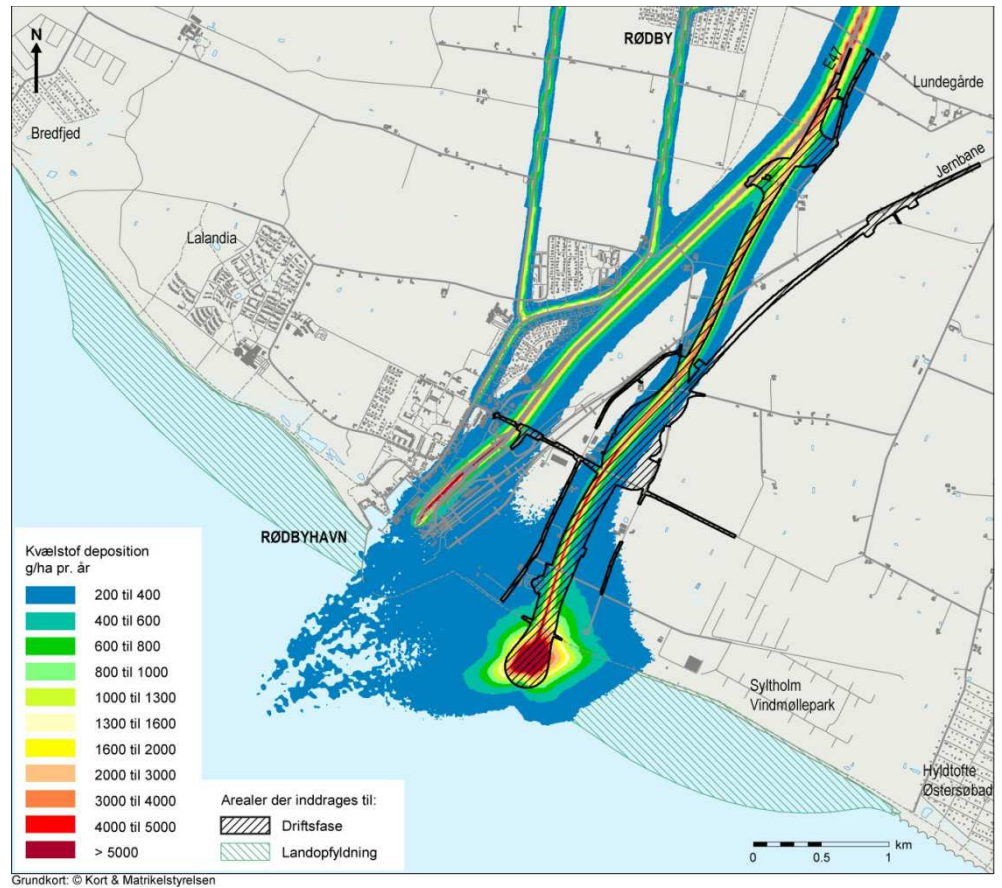 N
RØDBY
E47
Lundegårde
Bredfjed
Jernbane
Lalandia
RØDBYHAVN
Syltholm
Vindmøllepark
Hyldtofte
Østersøbad
Kvælstof deposition
g/ha pr. år
200 til 400
400 til 600
600 til 800
800 til 1000
1000 til 1300
1300 til 1600
1600 til 2000
2000 til 3000
3000 til 4000
4000 til 5000
> 5000
Arealer der inddrages til:
Driftsfase
Landopfyldning
km
0 0.5 1
Grundkort: © Kort & Matrikelstyrelsen